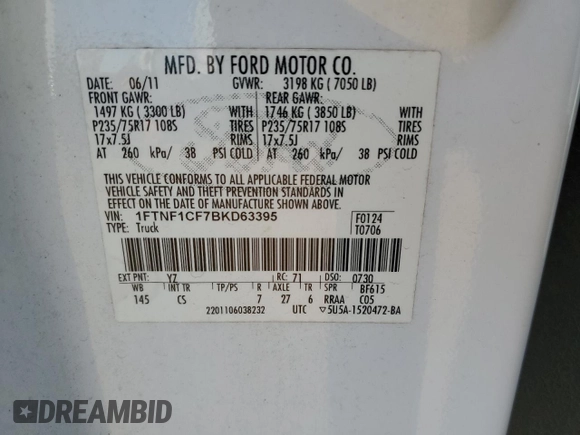 MFD. BY FORD MOTOR CO.
DATE: 06/11 GVWR: 3198 KG ( 7050 LB)
FRONT GAWR: REAR GAWR:
1497 KG ( 3300 LB) WITH 1746 KG ( 3850 LB) WITH
P235/75R17 108S TIRES P235/75R17 108S TIRES
17x7.5J RIMS 17x7.5J RIMS
AT 260 kPa/ 38 PSI COLD AT 260 kPa/ 38 PSI COLD
THIS VEHICLE CONFORMS TO ALL APPLICABLE FEDERAL MOTOR
VEHICLE SAFETY AND THEFT PREVENTION STANDARDS IN
EFFECT ON THE DATE OF MANUFACTURE SHOWN ABOVE.
VIN: 1FTNF1CF7BKD63395 F0124
TYPE: Truck T0706
EXT PNT: Y7 RC: 71 DSO: 0730
WB INT TR TP/PS R AXLE TR SPR BF615
145 CS 7 27 6 RRAA C05
2201106038232 UTC ▽5U5A-1520472-BA
DREAMBID